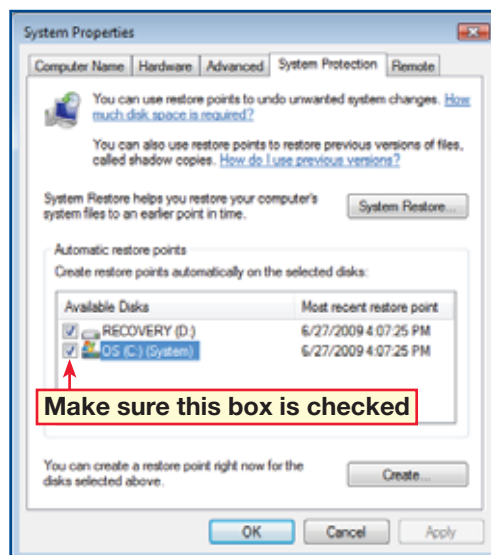 System Properties
Computer Name Hardware Advanced System Protection Remote
You can use restore points to undo unwanted system changes. How
much disk space is required?
You can also use restore points to restore previous versions of files,
called shadow copies. How do I use previous versions?
System Restore helps you restore your computer's
system files to an earlier point in time.
System Restore...
Automatic restore points
Create restore points automatically on the selected disks:
Available Disks Most recent restore point
RECOVERY (D:) 6/27/2009 4:07:25 PM
OS (C:) (System) 6/27/2009 4:07:25 PM
Make sure this box is checked
You can create a restore point right now for the
disks selected above.
Create...
OK Cancel Apply